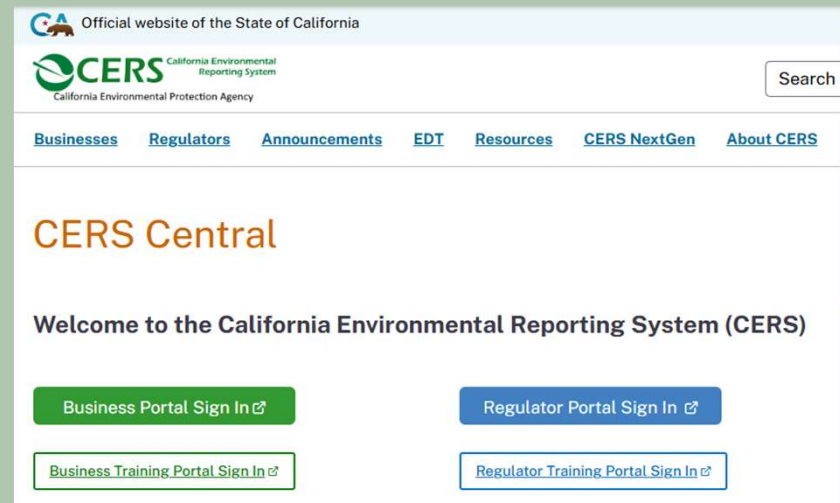 CA Official website of the State of California
CERS California Environmental
Reporting System
California Environmental Protection Agency
Search
Businesses Regulators Announcements EDT Resources CERS NextGen About CERS
CERS Central
Welcome to the California Environmental Reporting System (CERS)
Business Portal Sign In Regulator Portal Sign In
Business Training Portal Sign In Regulator Training Portal Sign In